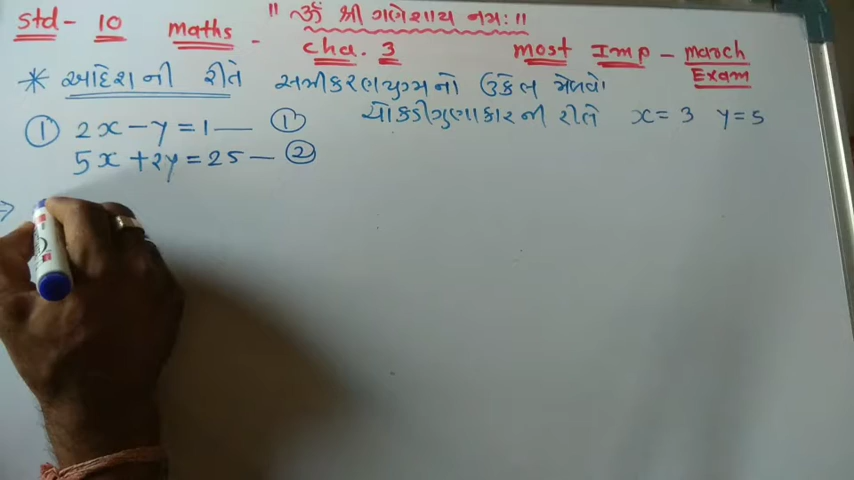 " ૐ શ્રી ગણેશાય નમઃ "
Std - 10 maths - cha. 3 most Imp - march Exam
* આદેશની રીતે સમીકરણયુગ્મનો ઉકેલ મેળવો
ચોકડીગુણાકારની રીતે x = 3 y = 5
① 2x - y = 1 — ①
5x + 2y = 25 — ②